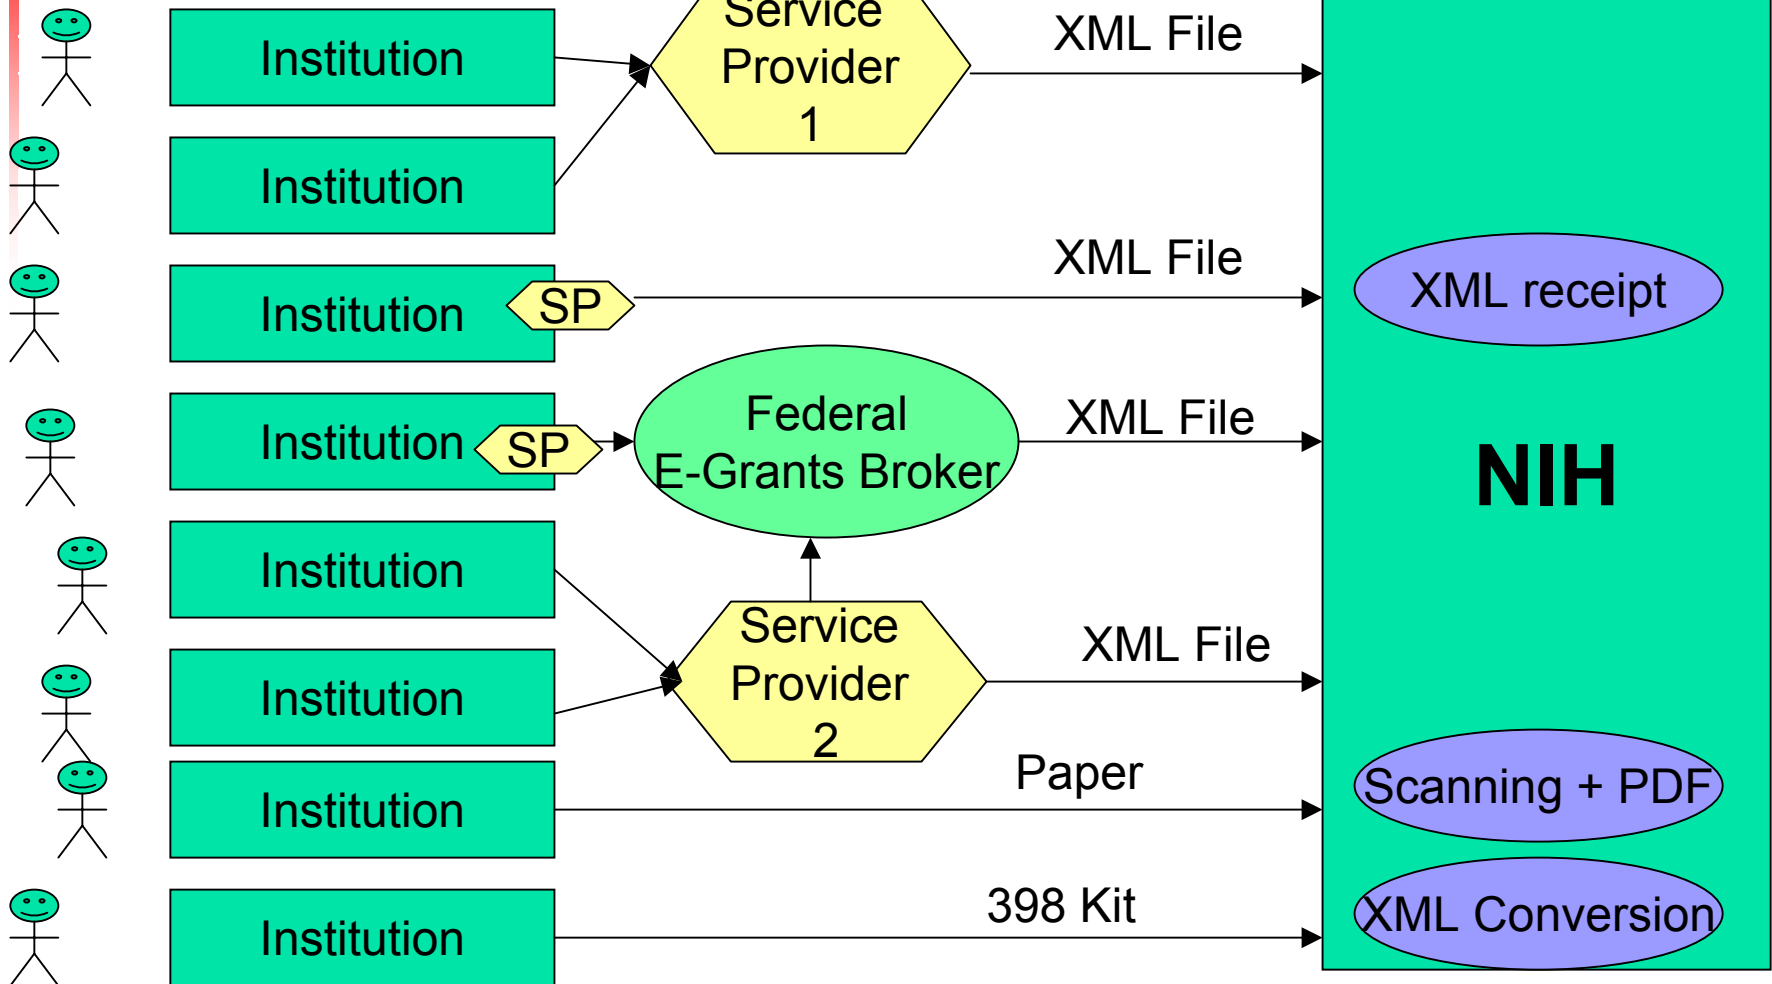 Service
Provider
1
XML File
Institution
Institution
XML File
Institution
SP
XML receipt
Federal
E-Grants Broker
XML File
Institution
SP
NIH
Institution
Service
Provider
2
XML File
Institution
Paper
Scanning + PDF
Institution
398 Kit
XML Conversion
Institution